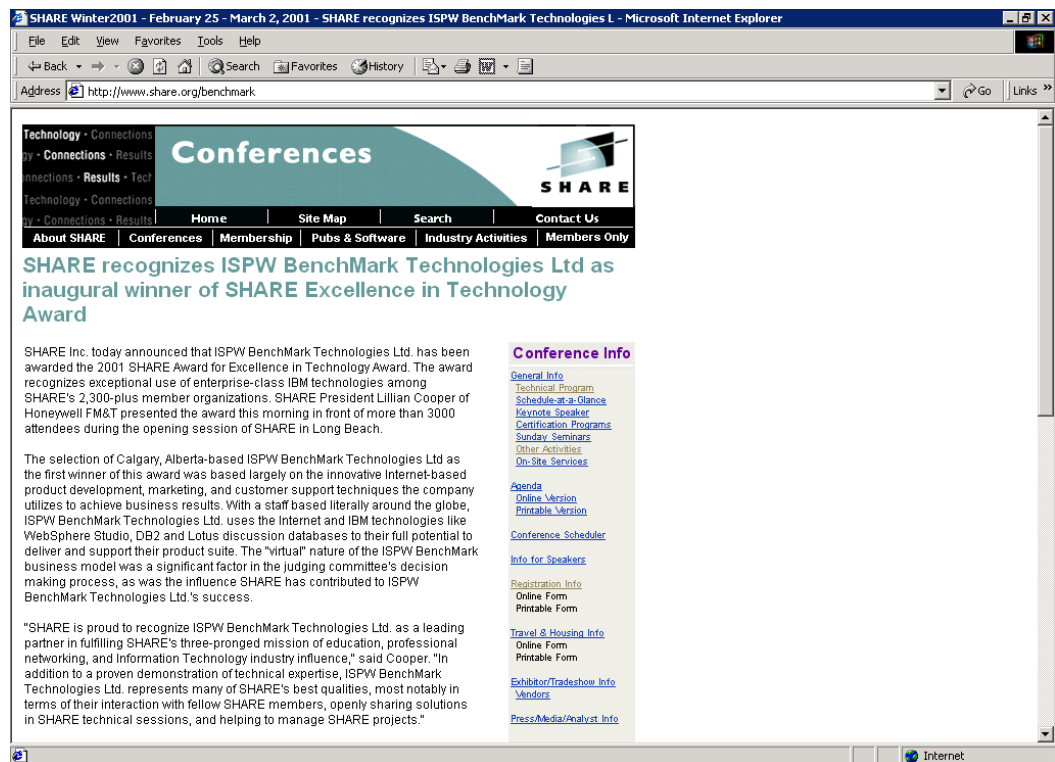 SHARE Winter2001 - February 25 - March 2, 2001 - SHARE recognizes ISPW BenchMark Technologies L - Microsoft Internet Explorer
File Edit View Favorites Tools Help
Back Search Favorites History
Address http://www.share.org/benchmark Go Links »
Technology · Connections
gy · Connections · Results
nnections · Results · Tech
Technology · Connections
gy · Connections · Results
Conferences
SHARE
Home Site Map Search Contact Us
About SHARE Conferences Membership Pubs & Software Industry Activities Members Only
SHARE recognizes ISPW BenchMark Technologies Ltd as
inaugural winner of SHARE Excellence in Technology
Award
SHARE Inc. today announced that ISPW BenchMark Technologies Ltd. has been
awarded the 2001 SHARE Award for Excellence in Technology Award. The award
recognizes exceptional use of enterprise-class IBM technologies among
SHARE's 2,300-plus member organizations. SHARE President Lillian Cooper of
Honeywell FM&T presented the award this morning in front of more than 3000
attendees during the opening session of SHARE in Long Beach.
The selection of Calgary, Alberta-based ISPW BenchMark Technologies Ltd as
the first winner of this award was based largely on the innovative Internet-based
product development, marketing, and customer support techniques the company
utilizes to achieve business results. With a staff based literally around the globe,
ISPW BenchMark Technologies Ltd. uses the Internet and IBM technologies like
WebSphere Studio, DB2 and Lotus discussion databases to their full potential to
deliver and support their product suite. The "virtual" nature of the ISPW BenchMark
business model was a significant factor in the judging committee's decision
making process, as was the influence SHARE has contributed to ISPW
BenchMark Technologies Ltd.'s success.
"SHARE is proud to recognize ISPW BenchMark Technologies Ltd. as a leading
partner in fulfilling SHARE's three-pronged mission of education, professional
networking, and Information Technology industry influence," said Cooper. "In
addition to a proven demonstration of technical expertise, ISPW BenchMark
Technologies Ltd. represents many of SHARE's best qualities, most notably in
terms of their interaction with fellow SHARE members, openly sharing solutions
in SHARE technical sessions, and helping to manage SHARE projects."
Conference Info
General Info
Technical Program
Schedule-at-a-Glance
Keynote Speaker
Certification Programs
Sunday Seminars
Other Activities
On-Site Services
Agenda
Online Version
Printable Version
Conference Scheduler
Info for Speakers
Registration Info
Online Form
Printable Form
Travel & Housing Info
Online Form
Printable Form
Exhibitor/Tradeshow Info
Vendors
Press/Media/Analyst Info
Internet